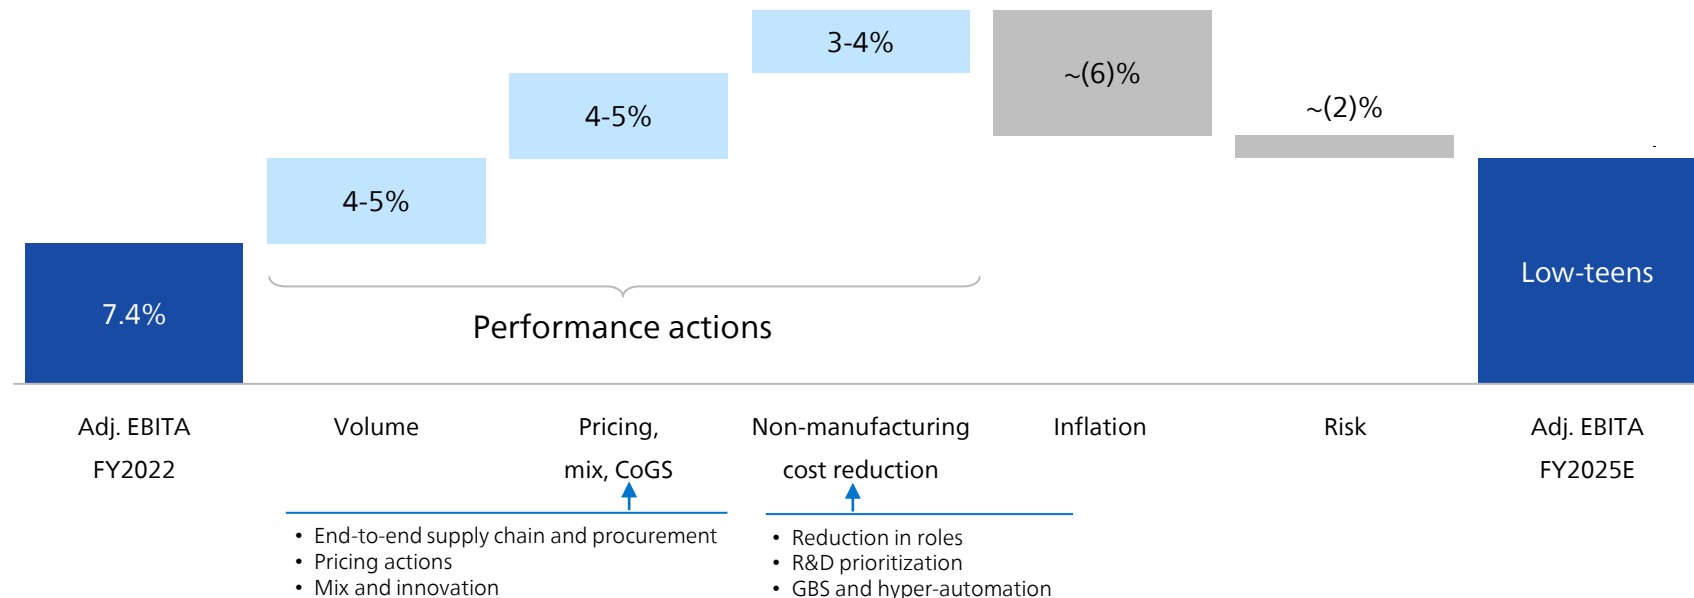 3-4%
~(6)%
4-5%
~(2)%
4-5%
Low-teens
7.4%
Performance actions
Adj. EBITA
FY2022
Volume
Pricing,
mix, CoGS
Non-manufacturing
cost reduction
Inflation
Risk
Adj. EBITA
FY2025E
• End-to-end supply chain and procurement
• Pricing actions
• Mix and innovation
• Reduction in roles
• R&D prioritization
• GBS and hyper-automation